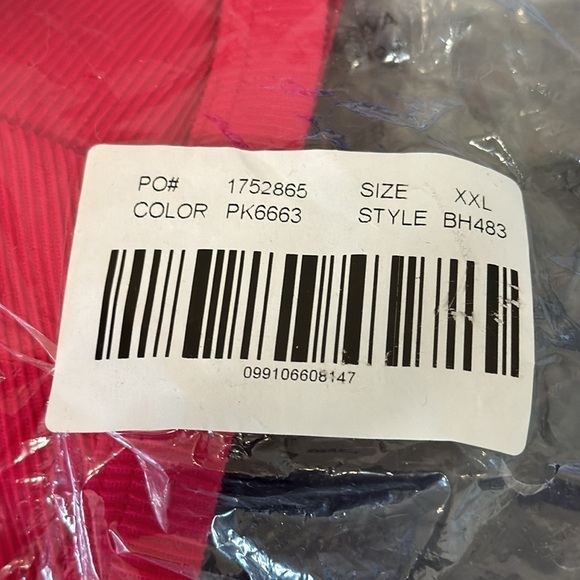 PO# 1752865 SIZE XXL
COLOR PK6663 STYLE BH483
099106608147